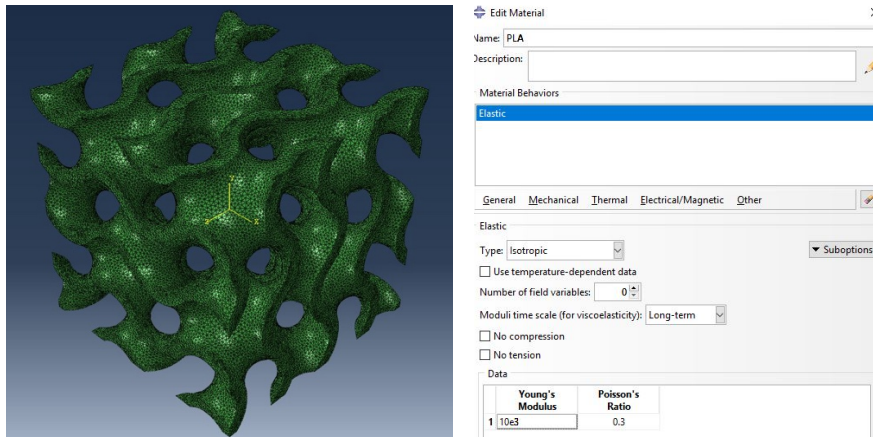 z
x
Edit Material
Name: PLA
Description:
Material Behaviors
Elastic
General Mechanical Thermal Electrical/Magnetic Other
Elastic
Type: Isotropic
Suboptions
Use temperature-dependent data
Number of field variables: 0
Moduli time scale (for viscoelasticity): Long-term
No compression
No tension
Data
Young's Poisson's
Modulus Ratio
1 10e3 0.3